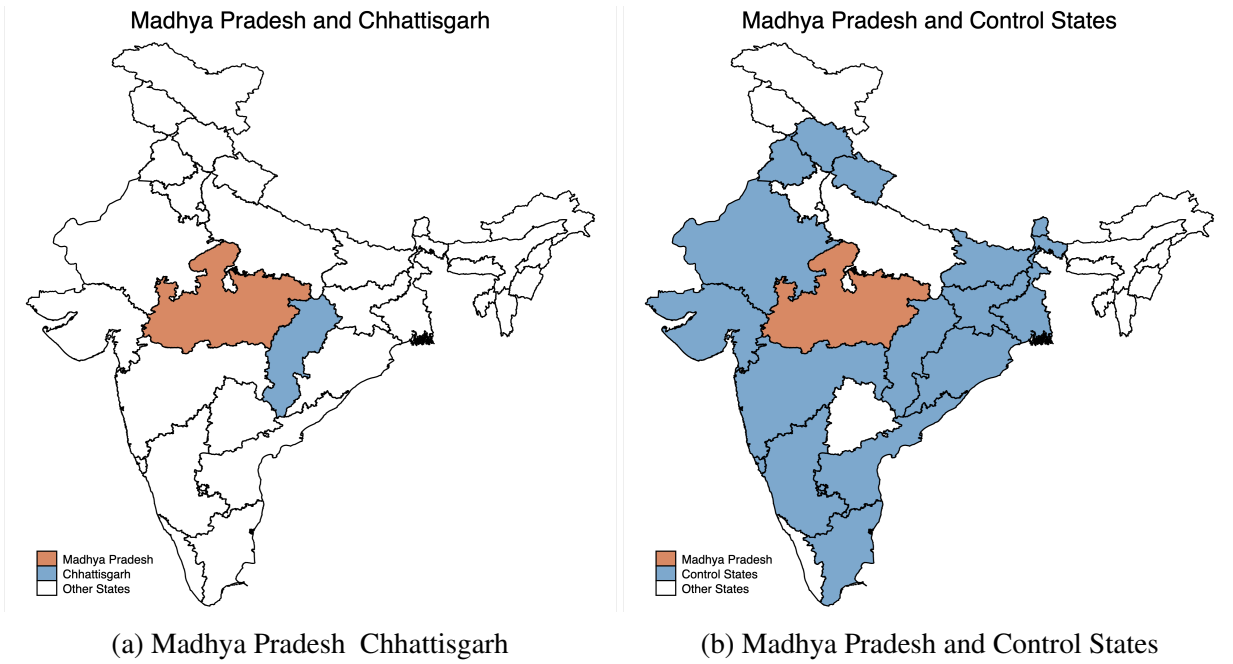 Madhya Pradesh and Chhattisgarh
Madhya Pradesh
Chhattisgarh
Other States
(a) Madhya Pradesh Chhattisgarh
Madhya Pradesh and Control States
Madhya Pradesh
Control States
Other States
(b) Madhya Pradesh and Control States